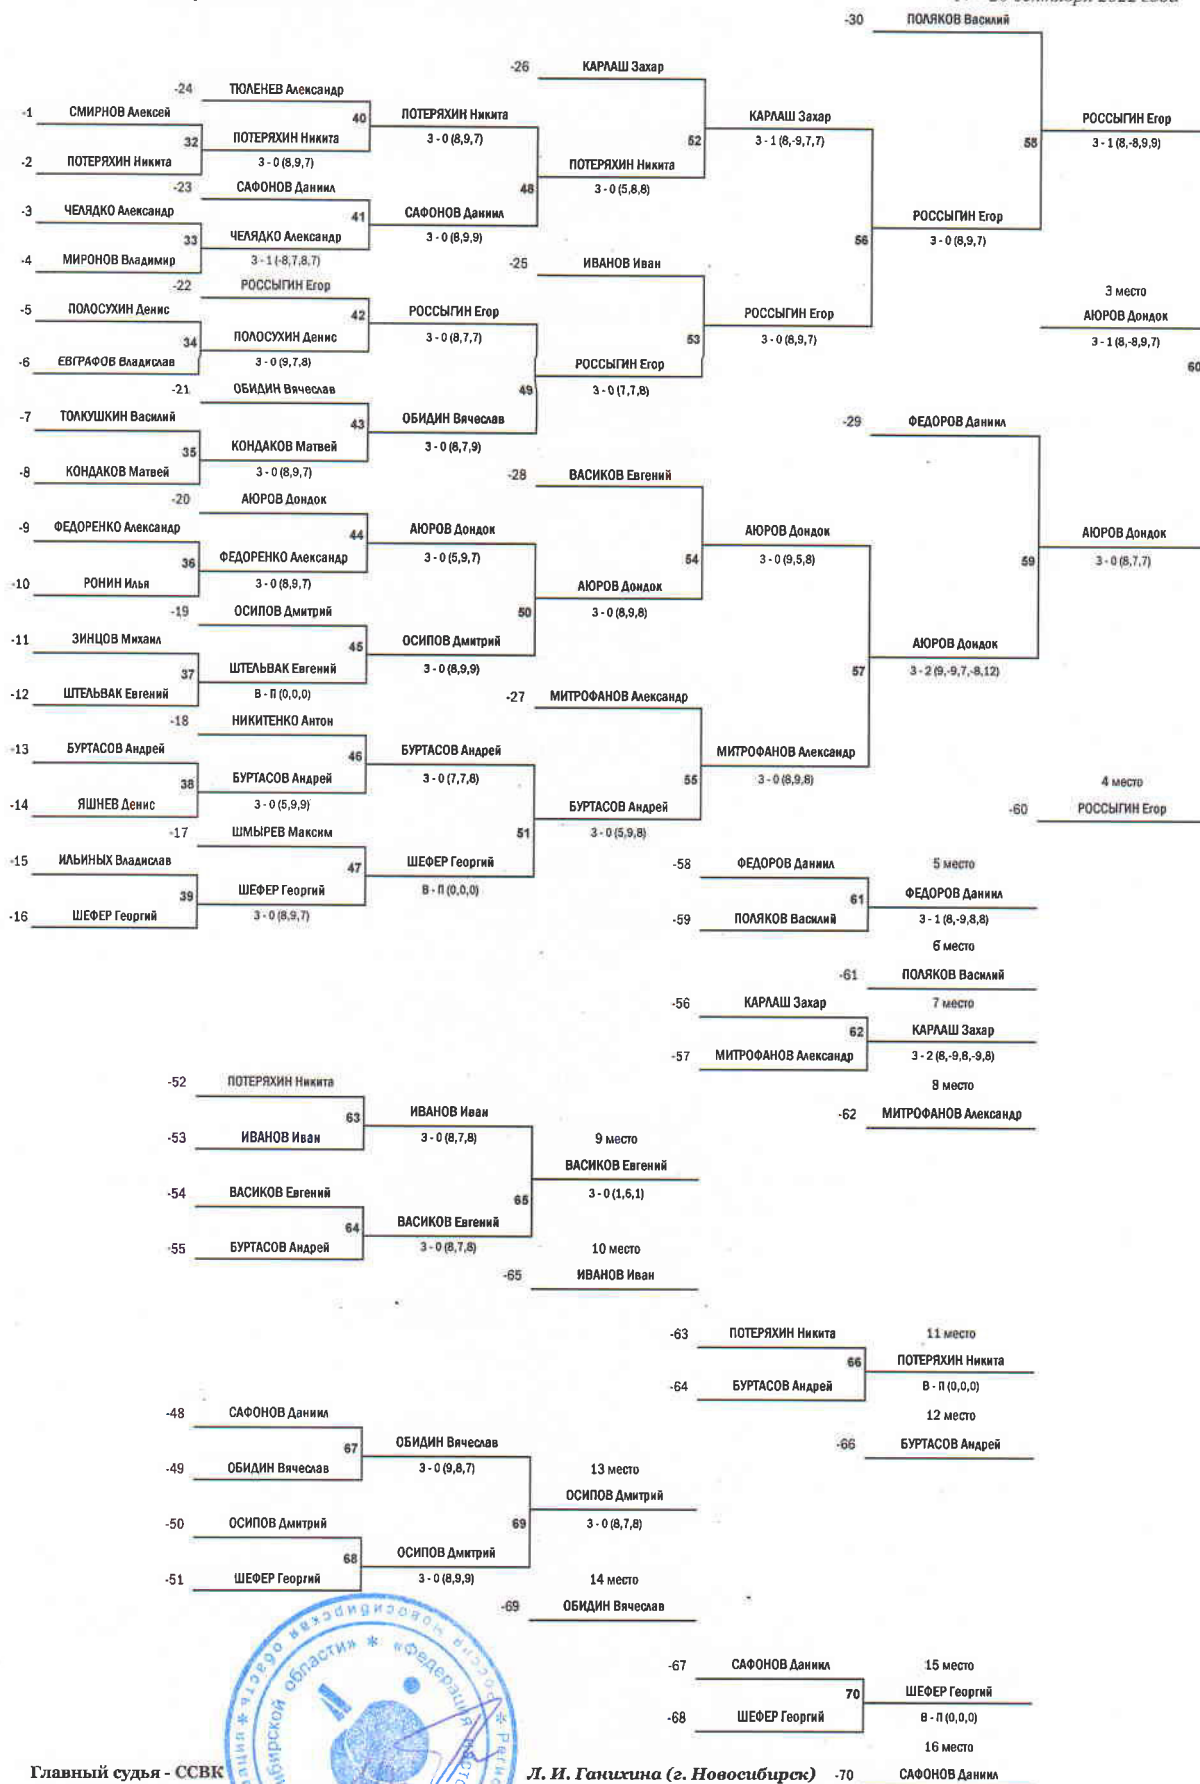 -30 ПОЛЯКОВ Василий
-26 КАРЛАШ Захар
-24 ТЮЛЕНЕВ Александр
-1 СМИРНОВ Алексей
40 ПОТЕРЯХИН Никита
КАРЛАШ Захар
58 РОССЫГИН Егор
32 ПОТЕРЯХИН Никита
3 - 0 (8,9,7)
52 3 - 1 (8,-9,7,7)
3 - 1 (8,-8,9,9)
-2 ПОТЕРЯХИН Никита
3 - 0 (8,9,7)
ПОТЕРЯХИН Никита
-23 САФОНОВ Даниил
48 3 - 0 (5,8,8)
-3 ЧЕЛЯДКО Александр
41 САФОНОВ Даниил
РОССЫГИН Егор
33 ЧЕЛЯДКО Александр
3 - 0 (8,9,9)
56 3 - 0 (8,9,7)
-4 МИРОНОВ Владимир
3 - 1 (-8,7,8,7)
-25 ИВАНОВ Иван
-22 РОССЫГИН Егор
3 место
-5 ПОЛОСУХИН Денис
42 РОССЫГИН Егор
РОССЫГИН Егор
АЮРОВ Дондок
34 ПОЛОСУХИН Денис
3 - 0 (8,7,7)
53 3 - 0 (8,9,7)
3 - 1 (8,-8,9,7)
-6 ЕВГРАФОВ Владислав
3 - 0 (9,7,8)
РОССЫГИН Егор
60
-21 ОБИДИН Вячеслав
49 3 - 0 (7,7,8)
-7 ТОЛКУШКИН Василий
43 ОБИДИН Вячеслав
-29 ФЕДОРОВ Даниил
35 КОНДАКОВ Матвей
3 - 0 (8,7,9)
-8 КОНДАКОВ Матвей
3 - 0 (8,9,7)
-28 ВАСИКОВ Евгений
-20 АЮРОВ Дондок
-9 ФЕДОРЕНКО Александр
44 АЮРОВ Дондок
АЮРОВ Дондок
АЮРОВ Дондок
36 ФЕДОРЕНКО Александр
3 - 0 (5,9,7)
54 3 - 0 (9,5,8)
59 3 - 0 (8,7,7)
-10 РОНИН Илья
3 - 0 (8,9,7)
АЮРОВ Дондок
-19 ОСИПОВ Дмитрий
50 3 - 0 (8,9,8)
-11 ЗИНЦОВ Михаил
45 ОСИПОВ Дмитрий
АЮРОВ Дондок
37 ШТЕЛЬВАК Евгений
3 - 0 (8,9,9)
57 3 - 2 (9,-9,7,-8,12)
-12 ШТЕЛЬВАК Евгений
В - П (0,0,0)
-27 МИТРОФАНОВ Александр
-18 НИКИТЕНКО Антон
-13 БУРТАСОВ Андрей
46 БУРТАСОВ Андрей
МИТРОФАНОВ Александр
38 БУРТАСОВ Андрей
3 - 0 (7,7,8)
55 3 - 0 (8,9,8)
4 место
-14 ЯШНЕВ Денис
3 - 0 (5,9,9)
БУРТАСОВ Андрей
-60 РОССЫГИН Егор
-17 ШМЫРЕВ Максим
51 3 - 0 (5,9,8)
-15 ИЛЬИНЫХ Владислав
47 ШЕФЕР Георгий
-58 ФЕДОРОВ Даниил
5 место
39 ШЕФЕР Георгий
В - П (0,0,0)
61 ФЕДОРОВ Даниил
-16 ШЕФЕР Георгий
3 - 0 (8,9,7)
-59 ПОЛЯКОВ Василий
3 - 1 (8,-9,8,8)
6 место
-61 ПОЛЯКОВ Василий
-56 КАРЛАШ Захар
7 место
62 КАРЛАШ Захар
-57 МИТРОФАНОВ Александр
3 - 2 (8,-9,8,-9,8)
-52 ПОТЕРЯХИН Никита
8 место
63 ИВАНОВ Иван
-62 МИТРОФАНОВ Александр
-53 ИВАНОВ Иван
3 - 0 (8,7,8)
9 место
ВАСИКОВ Евгений
-54 ВАСИКОВ Евгений
65 3 - 0 (1,6,1)
64 ВАСИКОВ Евгений
-55 БУРТАСОВ Андрей
3 - 0 (8,7,8)
10 место
-65 ИВАНОВ Иван
-63 ПОТЕРЯХИН Никита
11 место
66 ПОТЕРЯХИН Никита
-64 БУРТАСОВ Андрей
В - П (0,0,0)
-48 САФОНОВ Даниил
12 место
67 ОБИДИН Вячеслав
-66 БУРТАСОВ Андрей
-49 ОБИДИН Вячеслав
3 - 0 (9,8,7)
13 место
ОСИПОВ Дмитрий
-50 ОСИПОВ Дмитрий
69 3 - 0 (8,7,8)
68 ОСИПОВ Дмитрий
-51 ШЕФЕР Георгий
3 - 0 (8,9,9)
14 место
-69 ОБИДИН Вячеслав
-67 САФОНОВ Даниил
15 место
70 ШЕФЕР Георгий
-68 ШЕФЕР Георгий
В - П (0,0,0)
16 место
Главный судья - ССВК
Л. И. Ганихина (г. Новосибирск)
-70 САФОНОВ Даниил